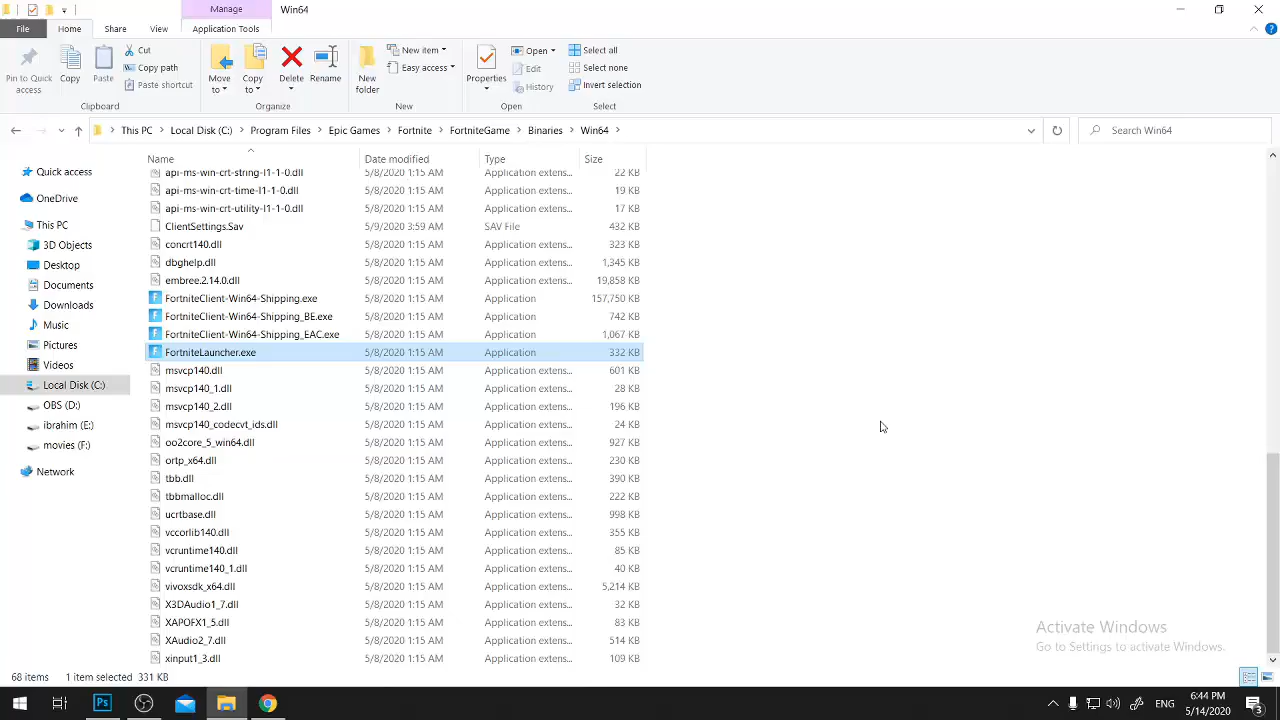 Manage Win64
File Home Share View Application Tools
Pin to Quick access
Copy
Paste
Cut
Copy path
Paste shortcut
Clipboard
Move to
Copy to
Delete
Rename
Organize
New folder
New item
Easy access
New
Properties
Open
Edit
History
Open
Select all
Select none
Invert selection
Select
This PC Local Disk (C:) Program Files Epic Games Fortnite FortniteGame Binaries Win64
Search Win64
Quick access
OneDrive
This PC
3D Objects
Desktop
Documents
Downloads
Music
Pictures
Videos
Local Disk (C:)
OBS (D:)
ibrahim (E:)
movies (F:)
Network
Name Date modified Type Size
api-ms-win-crt-string-l1-1-0.dll 5/8/2020 1:15 AM Application extens... 22 KB
api-ms-win-crt-time-l1-1-0.dll 5/8/2020 1:15 AM Application extens... 19 KB
api-ms-win-crt-utility-l1-1-0.dll 5/8/2020 1:15 AM Application extens... 17 KB
ClientSettings.Sav 5/9/2020 3:59 AM SAV File 432 KB
concrt140.dll 5/8/2020 1:15 AM Application extens... 323 KB
dbghelp.dll 5/8/2020 1:15 AM Application extens... 1,345 KB
embree.2.14.0.dll 5/8/2020 1:15 AM Application extens... 19,858 KB
FortniteClient-Win64-Shipping.exe 5/8/2020 1:15 AM Application 157,750 KB
FortniteClient-Win64-Shipping_BE.exe 5/8/2020 1:15 AM Application 742 KB
FortniteClient-Win64-Shipping_EAC.exe 5/8/2020 1:15 AM Application 1,067 KB
FortniteLauncher.exe 5/8/2020 1:15 AM Application 332 KB
msvcp140.dll 5/8/2020 1:15 AM Application extens... 601 KB
msvcp140_1.dll 5/8/2020 1:15 AM Application extens... 28 KB
msvcp140_2.dll 5/8/2020 1:15 AM Application extens... 196 KB
msvcp140_codecvt_ids.dll 5/8/2020 1:15 AM Application extens... 24 KB
oo2core_5_win64.dll 5/8/2020 1:15 AM Application extens... 927 KB
ortp_x64.dll 5/8/2020 1:15 AM Application extens... 230 KB
tbb.dll 5/8/2020 1:15 AM Application extens... 390 KB
tbbmalloc.dll 5/8/2020 1:15 AM Application extens... 222 KB
ucrtbase.dll 5/8/2020 1:15 AM Application extens... 998 KB
vccorlib140.dll 5/8/2020 1:15 AM Application extens... 355 KB
vcruntime140.dll 5/8/2020 1:15 AM Application extens... 85 KB
vcruntime140_1.dll 5/8/2020 1:15 AM Application extens... 40 KB
vivoxsdk_x64.dll 5/8/2020 1:15 AM Application extens... 5,214 KB
X3DAudio1_7.dll 5/8/2020 1:15 AM Application extens... 32 KB
XAPOFX1_5.dll 5/8/2020 1:15 AM Application extens... 83 KB
XAudio2_7.dll 5/8/2020 1:15 AM Application extens... 514 KB
xinput1_3.dll 5/8/2020 1:15 AM Application extens... 109 KB
Activate Windows
Go to Settings to activate Windows.
68 items 1 item selected 331 KB
Ps
ENG
6:44 PM
5/14/2020
3